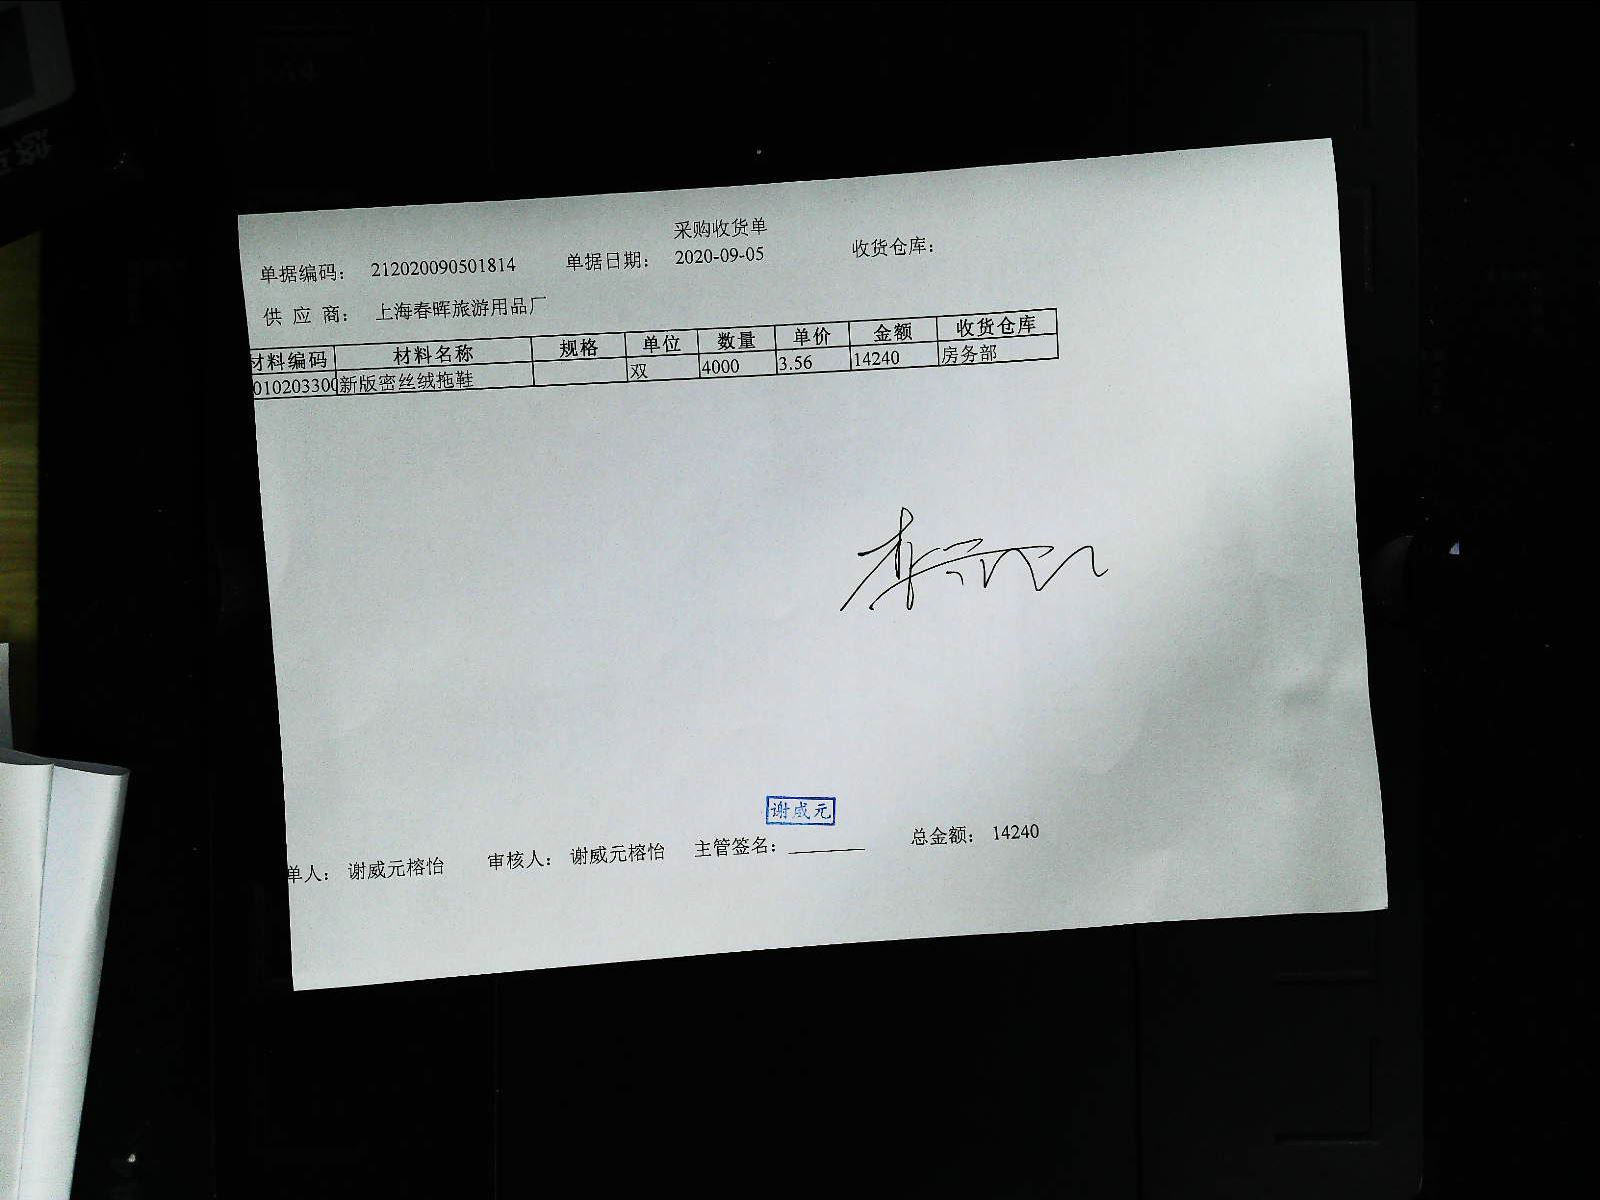 采购收货单
单据编码： 212020090501814 单据日期： 2020-09-05 收货仓库：
供 应 商： 上海春晖旅游用品厂
材料编码 材料名称 规格 单位 数量 单价 金额 收货仓库
01020330 新版密丝绒拖鞋 双 4000 3.56 14240 房务部
谢威元
单人： 谢威元榕怡 审核人： 谢威元榕怡 主管签名： 总金额： 14240